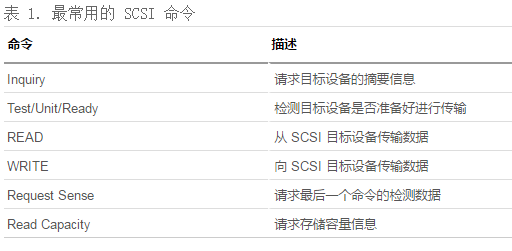 表 1. 最常用的 SCSI 命令
命令 描述
Inquiry 请求目标设备的摘要信息
Test/Unit/Ready 检测目标设备是否准备好进行传输
READ 从 SCSI 目标设备传输数据
WRITE 向 SCSI 目标设备传输数据
Request Sense 请求最后一个命令的检测数据
Read Capacity 请求存储容量信息